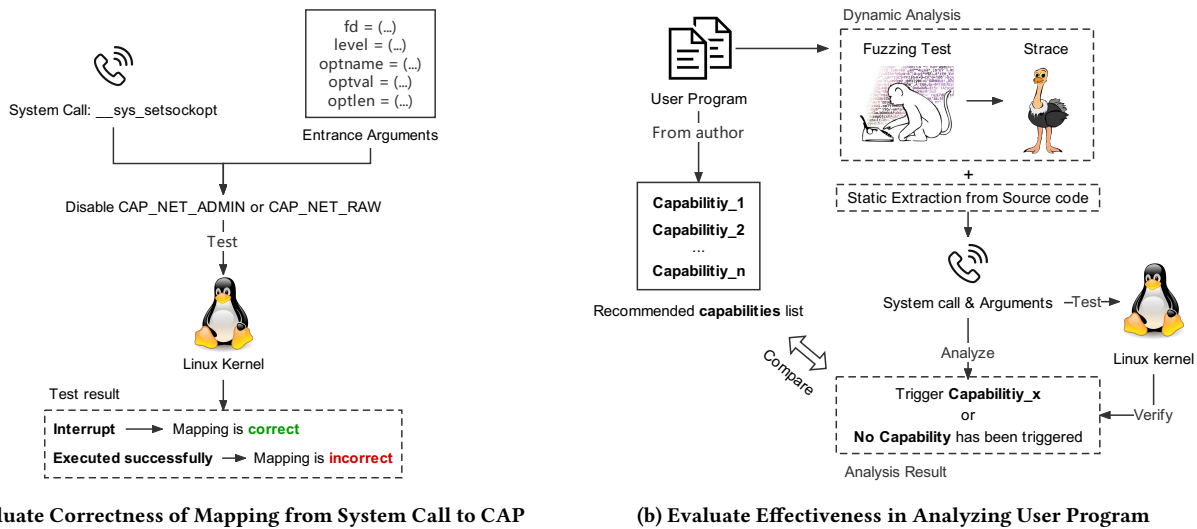 System Call: __sys_setsockopt
fd = (...)
level = (...)
optname = (...)
optval = (...)
optlen = (...)
Entrance Arguments
Disable CAP_NET_ADMIN or CAP_NET_RAW
Test
Linux Kernel
Test result
Interrupt Mapping is correct
Executed successfully Mapping is incorrect
luate Correctness of Mapping from System Call to CAP
User Program
From author
Capabilitiy_1
Capabilitiy_2
...
Capabilitiy_n
Recommended capabilities list
Compare
Dynamic Analysis
Fuzzing Test
Strace
+
Static Extraction from Source code
System call & Arguments
Test
Linux kernel
Analyze
Verify
Trigger Capabilitiy_x
or
No Capability has been triggered
Analysis Result
(b) Evaluate Effectiveness in Analyzing User Program